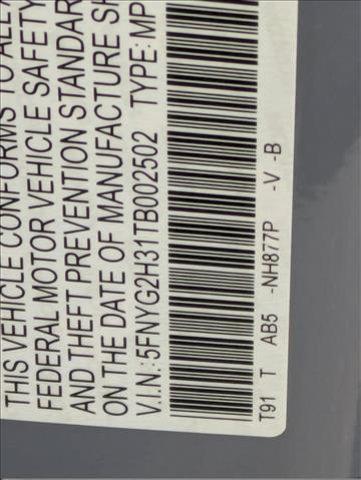 THIS VEHICLE CONFORMS TO ALL
FEDERAL MOTOR VEHICLE SAFETY
AND THEFT PREVENTION STANDAR
ON THE DATE OF MANUFACTURE SH
V.I.N.: 5FNYG2H31TB002502 TYPE: MP
T91 T AB5 -NH877P -V -B